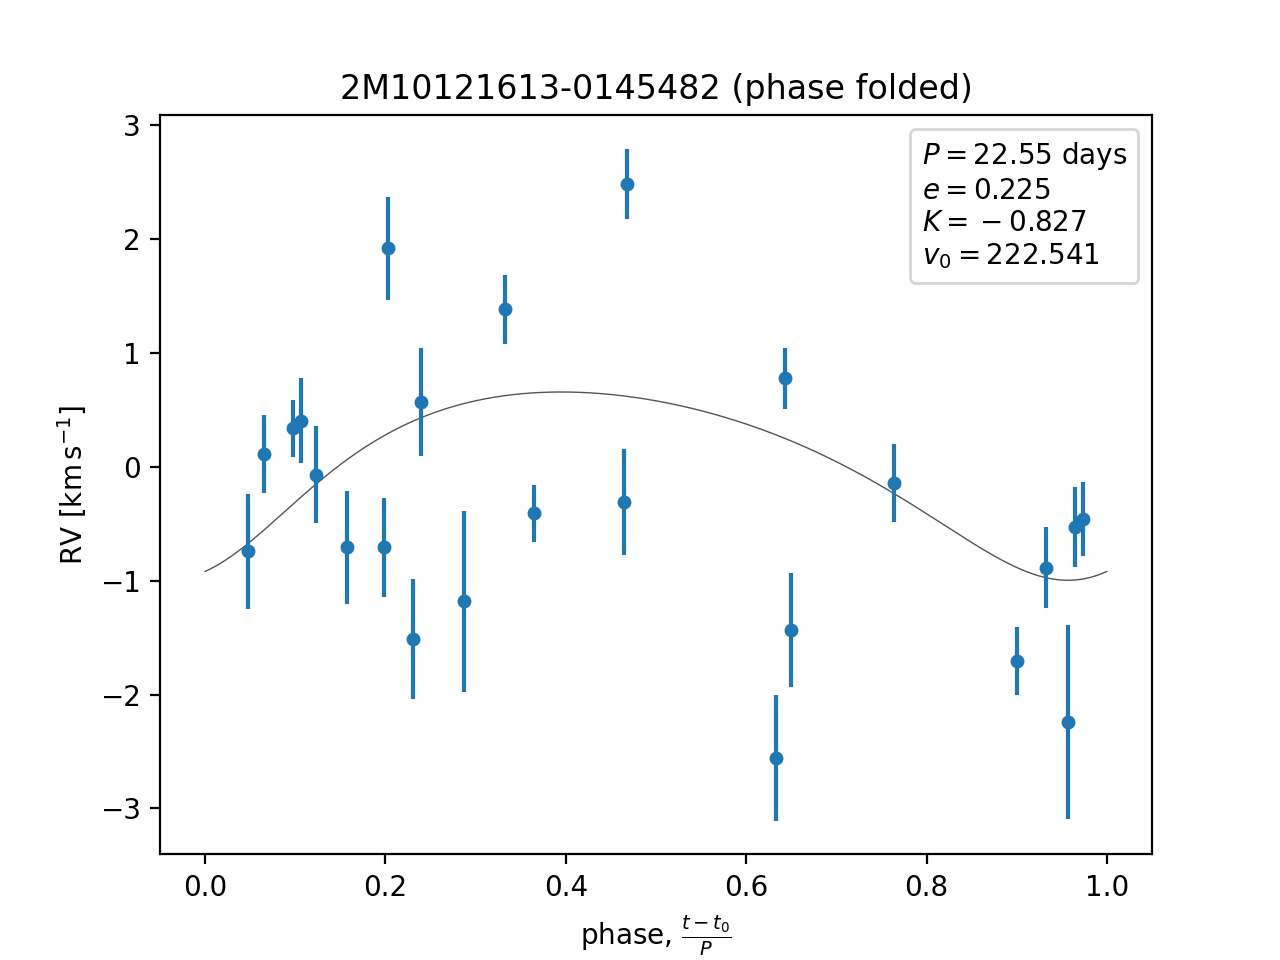 2M10121613-0145482 (phase folded)
P = 22.55 days
e = 0.225
K = −0.827
v₀ = 222.541
RV [km s⁻¹]
3
2
1
0
−1
−2
−3
0.0 0.2 0.4 0.6 0.8 1.0
phase, (t − t₀)/P